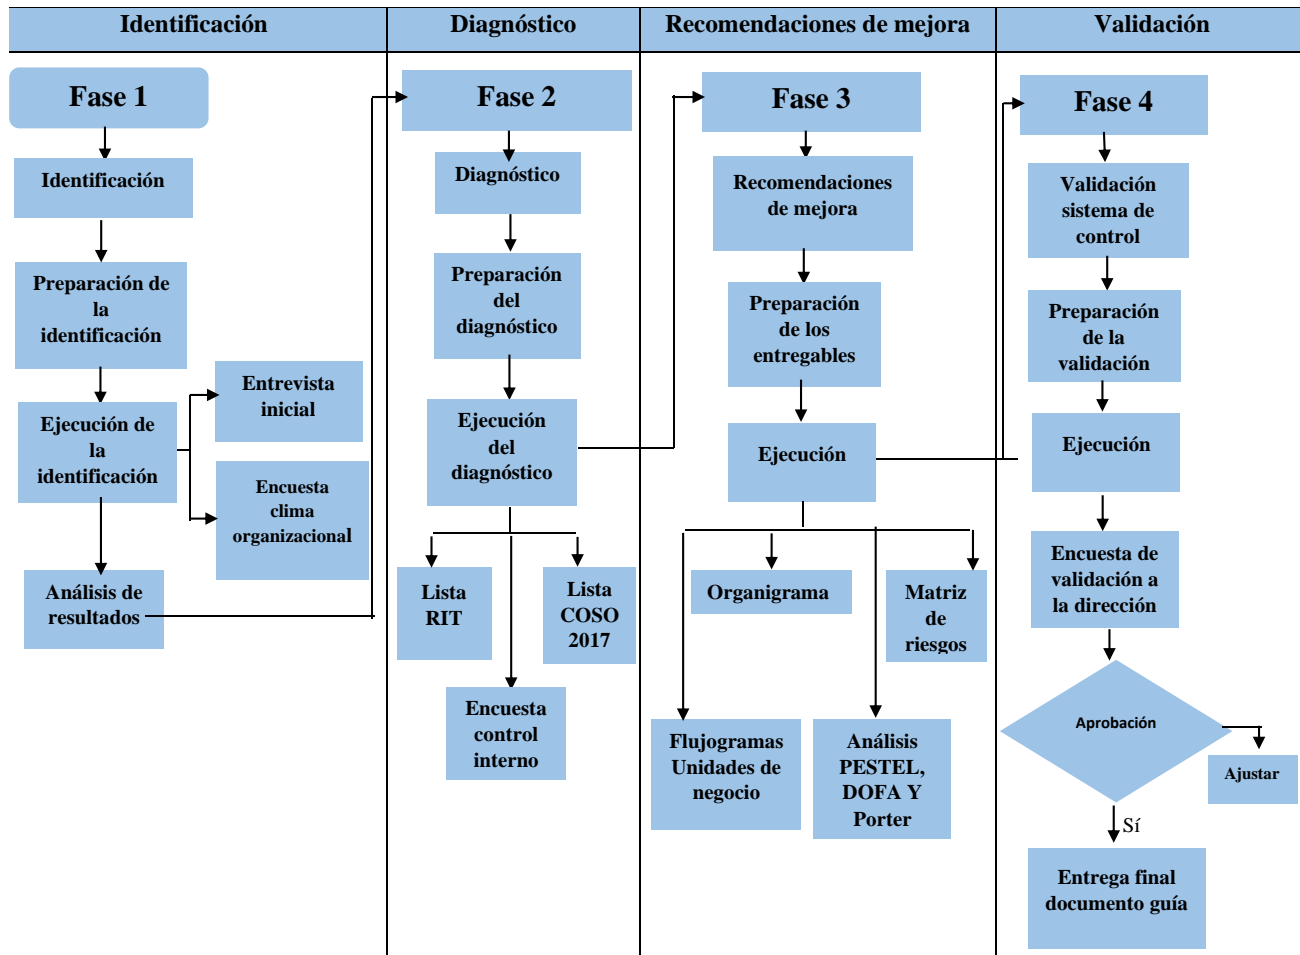 Identificación
Diagnóstico
Recomendaciones de mejora
Validación
Fase 1
Identificación
Preparación de
la
identificación
Ejecución de
la
identificación
Entrevista
inicial
Encuesta
clima
organizacional
Análisis de
resultados
Fase 2
Diagnóstico
Preparación
del
diagnóstico
Ejecución
del
diagnóstico
Lista
RIT
Lista
COSO
2017
Encuesta
control
interno
Fase 3
Recomendaciones
de mejora
Preparación
de los
entregables
Ejecución
Organigrama
Matriz
de
riesgos
Flujogramas
Unidades de
negocio
Análisis
PESTEL,
DOFA Y
Porter
Fase 4
Validación
sistema de
control
Preparación
de la
validación
Ejecución
Encuesta de
validación a
la dirección
Aprobación
Ajustar
Sí
Entrega final
documento guía